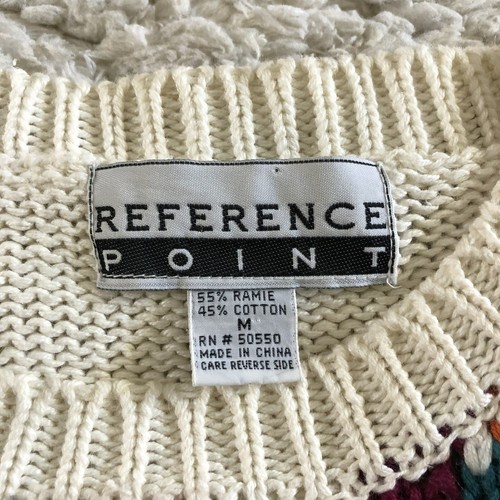 REFERENCE
POINT
55% RAMIE
45% COTTON
M
RN # 50550
MADE IN CHINA
CARE REVERSE SIDE